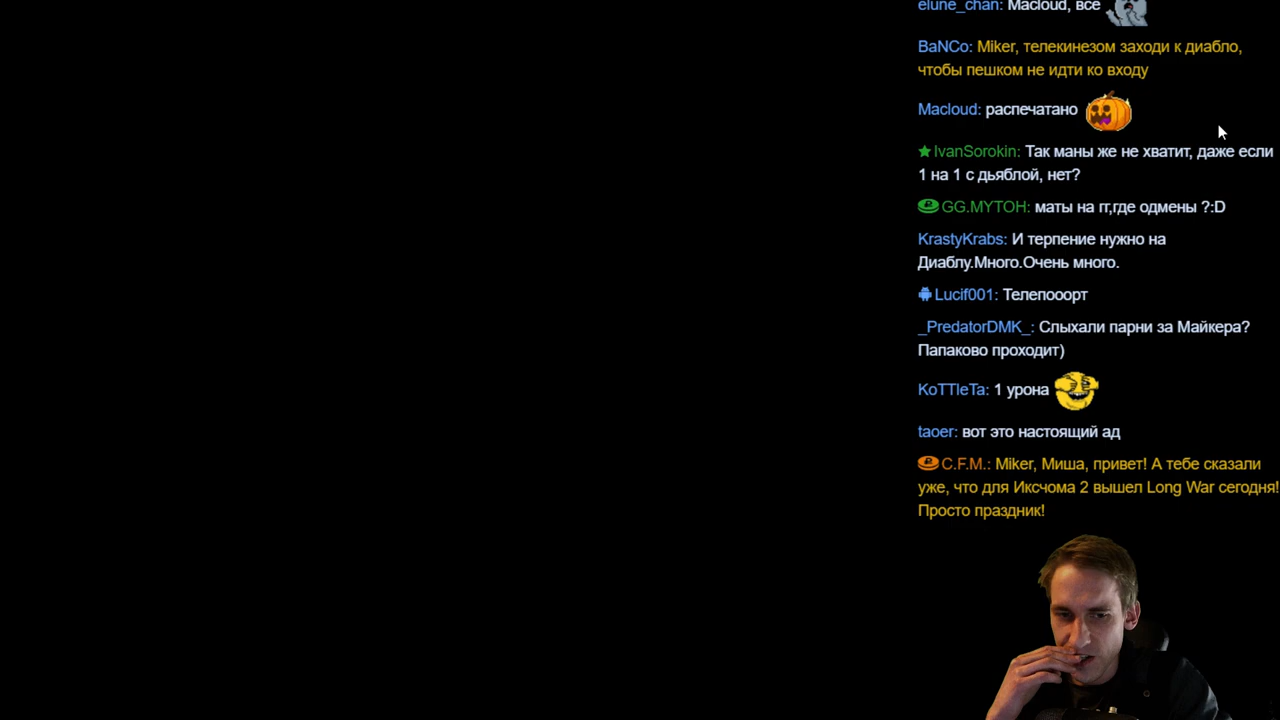 elune_chan: Macloud, все
BaNCo: Miker, телекинезом заходи к диабло,
чтобы пешком не идти ко входу
Macloud: распечатано
IvanSorokin: Так маны же не хватит, даже если
1 на 1 с дьяблой, нет?
GG.MYTOH: маты на гг,где одмены ?:D
KrastyKrabs: И терпение нужно на
Диаблу.Много.Очень много.
Lucif001: Телепооорт
_PredatorDMK_: Слыхали парни за Майкера?
Папаково проходит)
KoTTleTa: 1 урона
taoer: вот это настоящий ад
C.F.M.: Miker, Миша, привет! А тебе сказали
уже, что для Иксчома 2 вышел Long War сегодня!
Просто праздник!